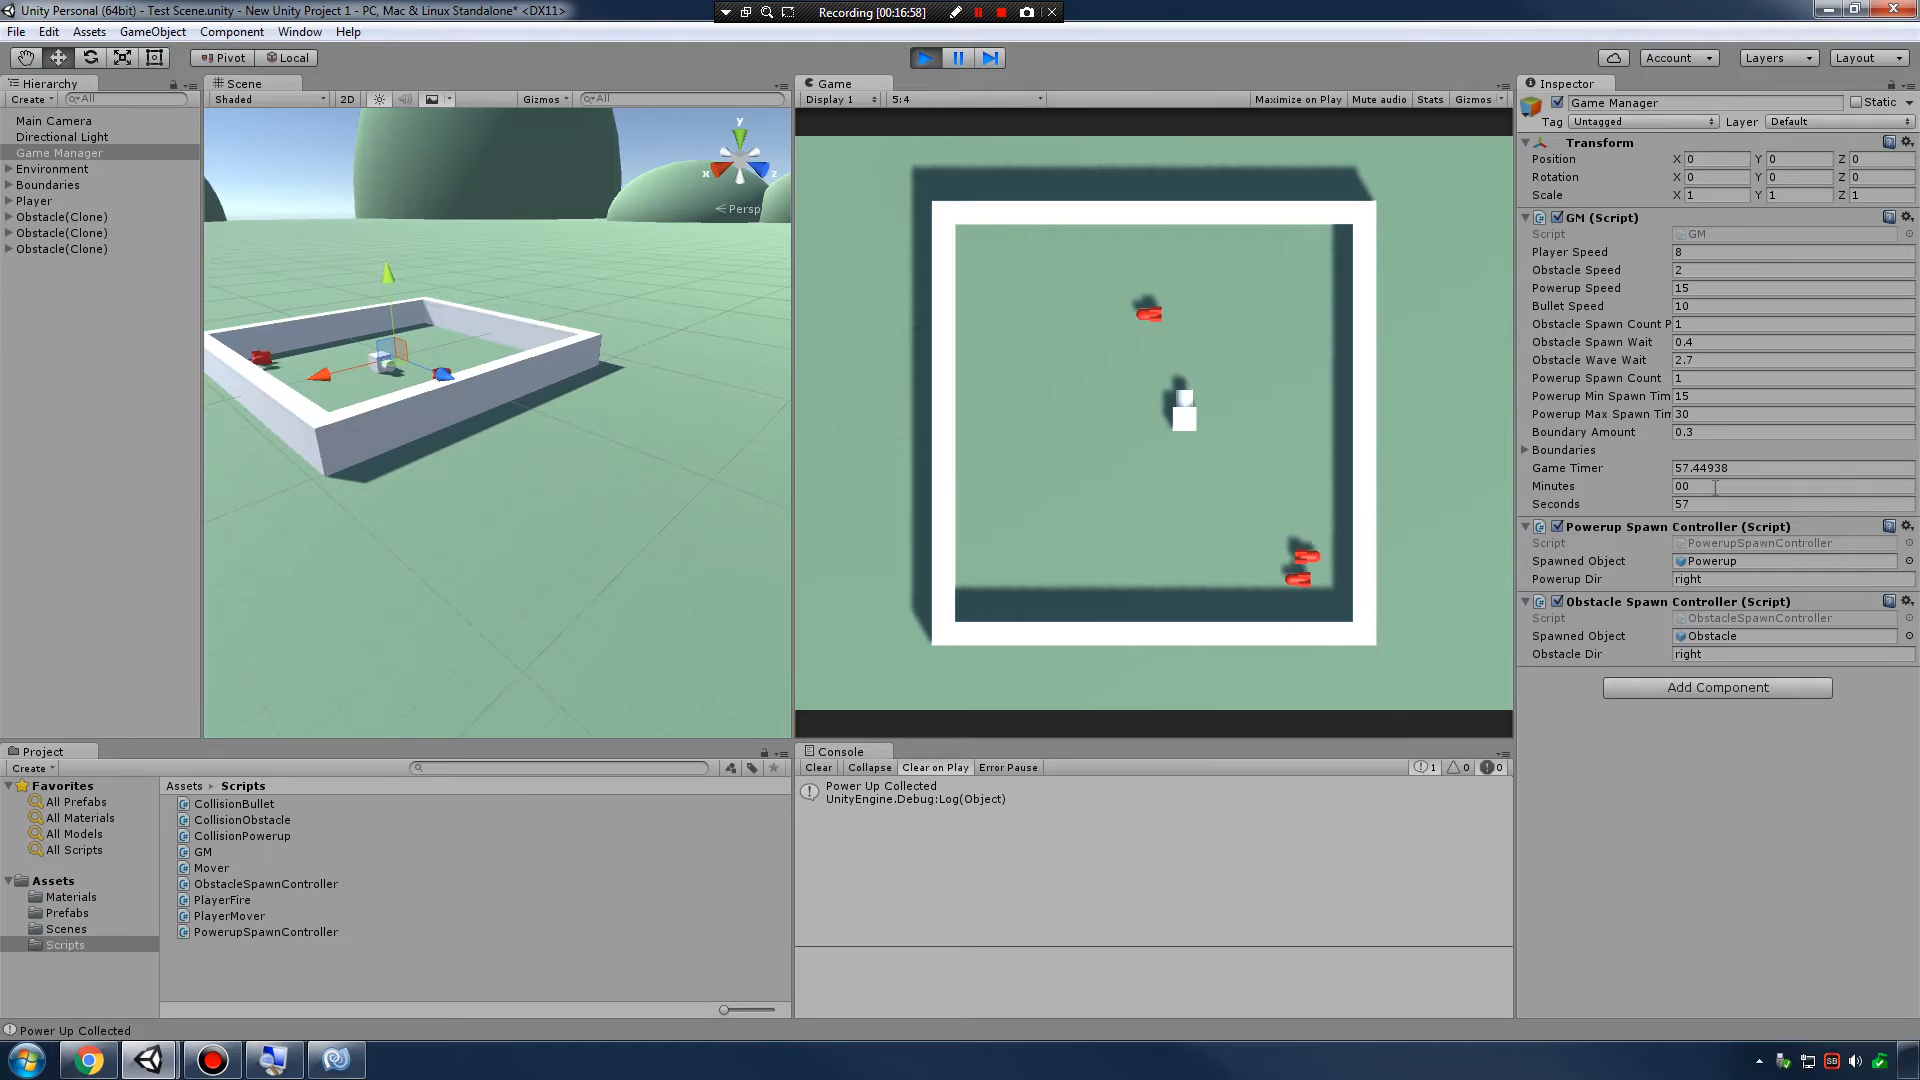 Unity Personal (64bit) - Test Scene.unity - New Unity Project 1 - PC, Mac & Linux Standalone* <DX11>
Recording [00:16:58]
File Edit Assets GameObject Component Window Help
Pivot Local Account Layers Layout
Hierarchy
Create All
Main Camera
Directional Light
Game Manager
Environment
Boundaries
Player
Obstacle(Clone)
Obstacle(Clone)
Obstacle(Clone)
Scene
Shaded 2D Gizmos All
y
x
z
Persp
Game
Display 1 5:4 Maximize on Play Mute audio Stats Gizmos
Inspector
Game Manager Static
Tag Untagged Layer Default
Transform
Position X 0 Y 0 Z 0
Rotation X 0 Y 0 Z 0
Scale X 1 Y 1 Z 1
GM (Script)
Script GM
Player Speed 8
Obstacle Speed 2
Powerup Speed 15
Bullet Speed 10
Obstacle Spawn Count P 1
Obstacle Spawn Wait 0.4
Obstacle Wave Wait 2.7
Powerup Spawn Count 1
Powerup Min Spawn Tim 15
Powerup Max Spawn Tim 30
Boundary Amount 0.3
Boundaries
Game Timer 57.44938
Minutes 00
Seconds 57
Powerup Spawn Controller (Script)
Script PowerupSpawnController
Spawned Object Powerup
Powerup Dir right
Obstacle Spawn Controller (Script)
Script ObstacleSpawnController
Spawned Object Obstacle
Obstacle Dir right
Add Component
Project
Create
Favorites
All Prefabs
All Materials
All Models
All Scripts
Assets
Materials
Prefabs
Scenes
Scripts
Assets Scripts
CollisionBullet
CollisionObstacle
CollisionPowerup
GM
Mover
ObstacleSpawnController
PlayerFire
PlayerMover
PowerupSpawnController
Console
Clear Collapse Clear on Play Error Pause 1 0 0
Power Up Collected
UnityEngine.Debug:Log(Object)
Power Up Collected
SB